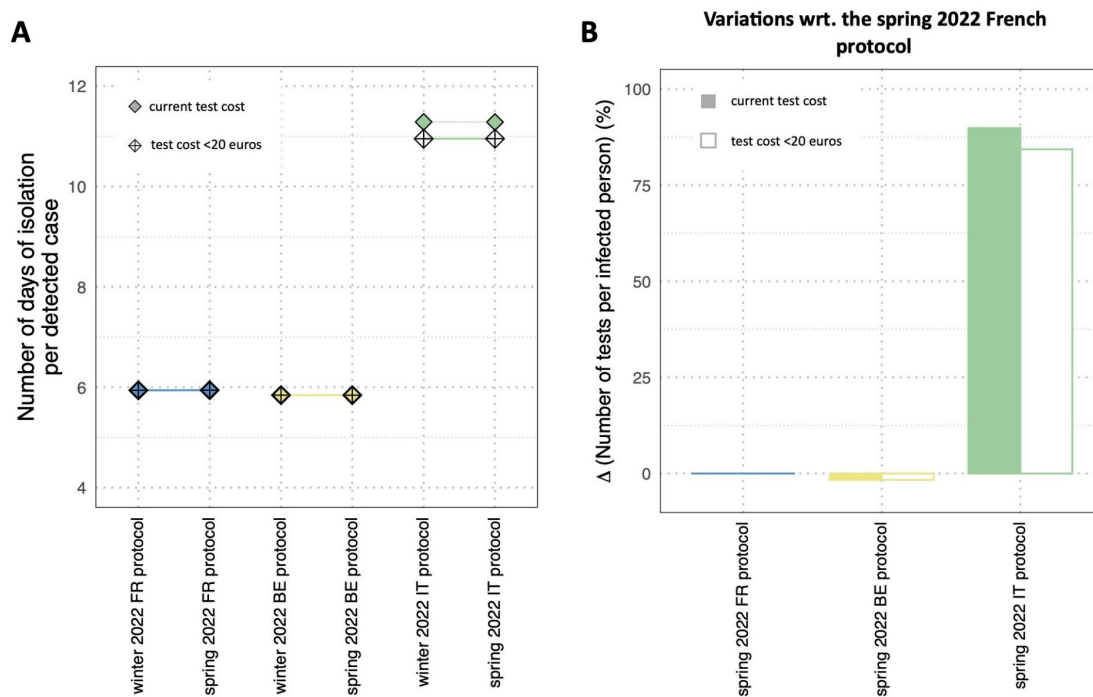 A
Number of days of isolation
per detected case
12
10
8
6
4
current test cost
test cost <20 euros
winter 2022 FR protocol
spring 2022 FR protocol
winter 2022 BE protocol
spring 2022 BE protocol
winter 2022 IT protocol
spring 2022 IT protocol
B
Variations wrt. the spring 2022 French
protocol
Δ (Number of tests per infected person) (%)
100
75
50
25
0
current test cost
test cost <20 euros
spring 2022 FR protocol
spring 2022 BE protocol
spring 2022 IT protocol